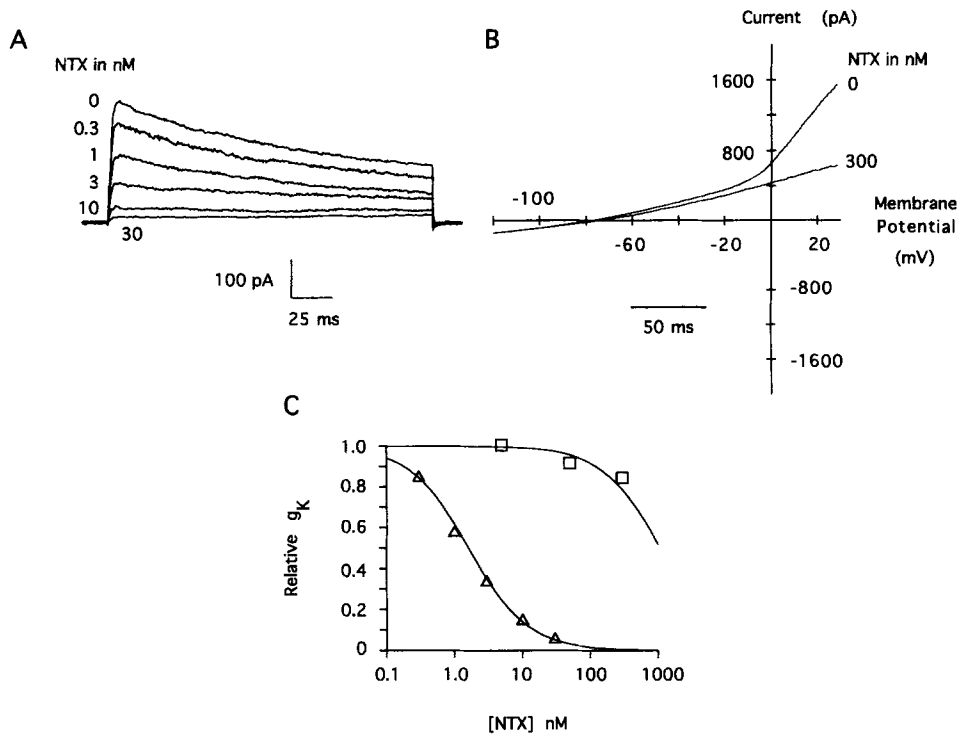 A
NTX in nM
0
0.3
1
3
10
30
100 pA
25 ms
B
Current (pA)
NTX in nM
1600
0
800
300
-100
Membrane
Potential
(mV)
-60
-20
20
-800
50 ms
-1600
C
1.0
0.8
0.6
0.4
0.2
0
Relative gK
0.1
1.0
10
100
1000
[NTX] nM